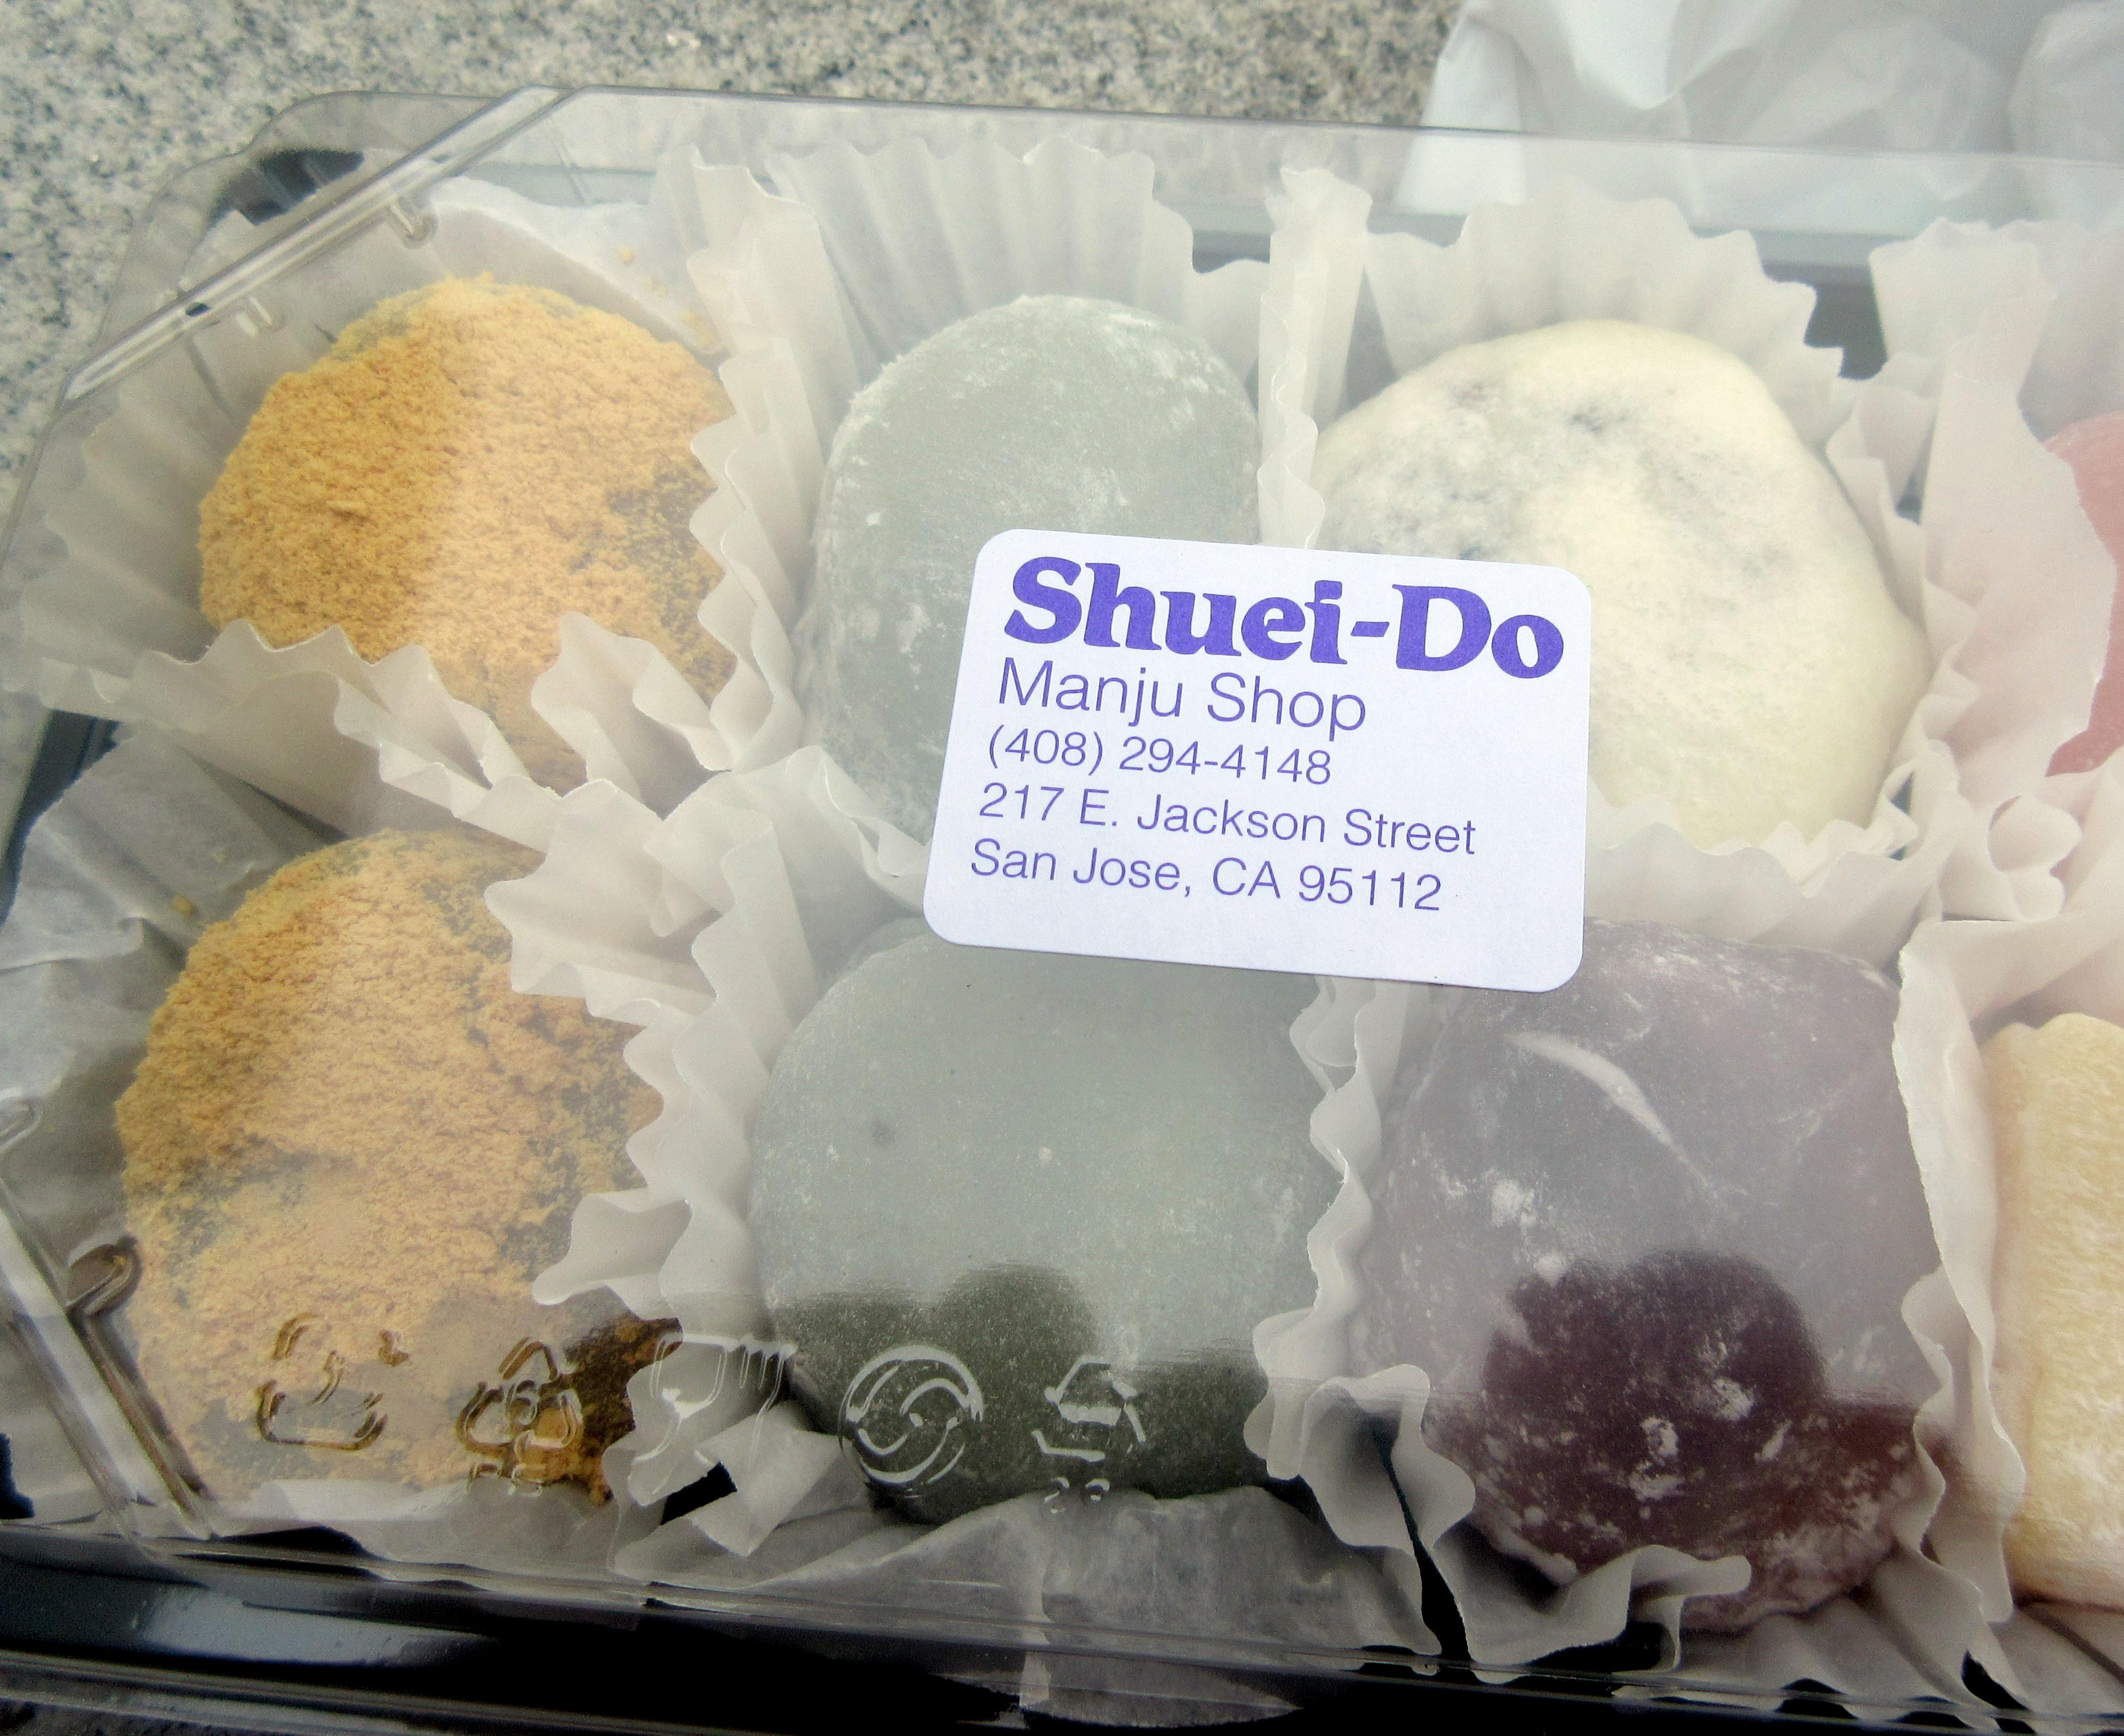 Shuei-Do
Manju Shop
(408) 294-4148
217 E. Jackson Street
San Jose, CA 95112